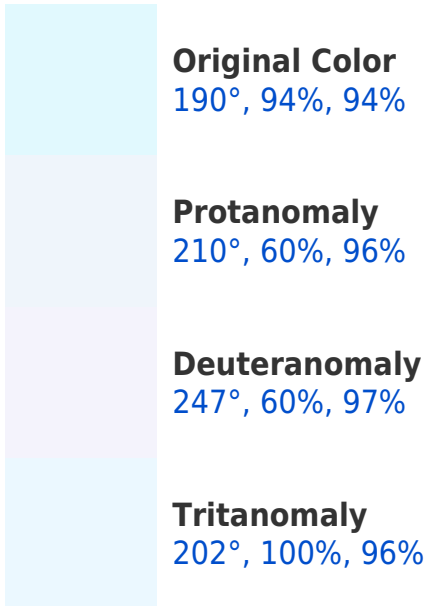 Original Color
190°, 94%, 94%
Protanomaly
210°, 60%, 96%
Deuteranomaly
247°, 60%, 97%
Tritanomaly
202°, 100%, 96%